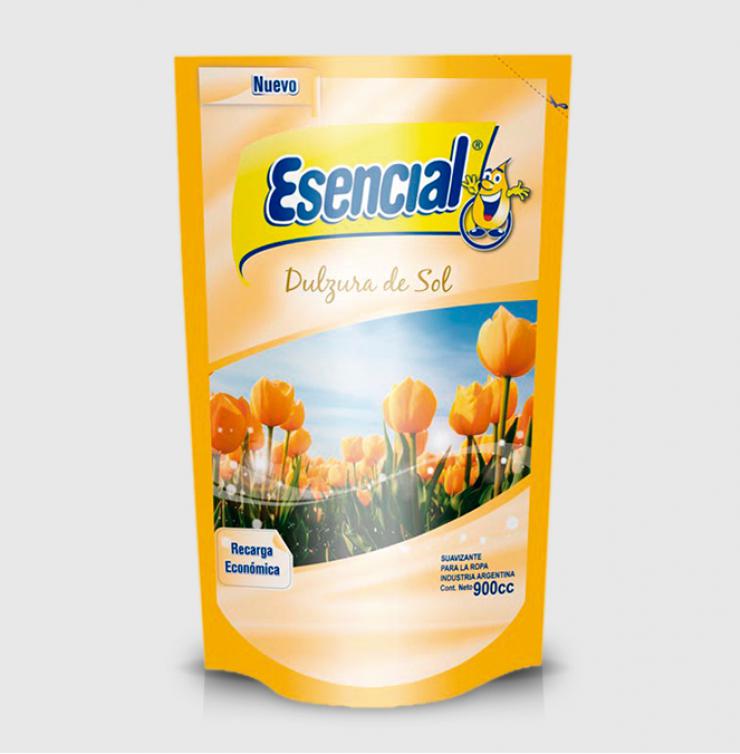 Nuevo
Esencial®
Dulzura de Sol
Recarga
Económica
SUAVIZANTE
PARA LA ROPA
INDUSTRIA ARGENTINA
Cont. Neto 900cc